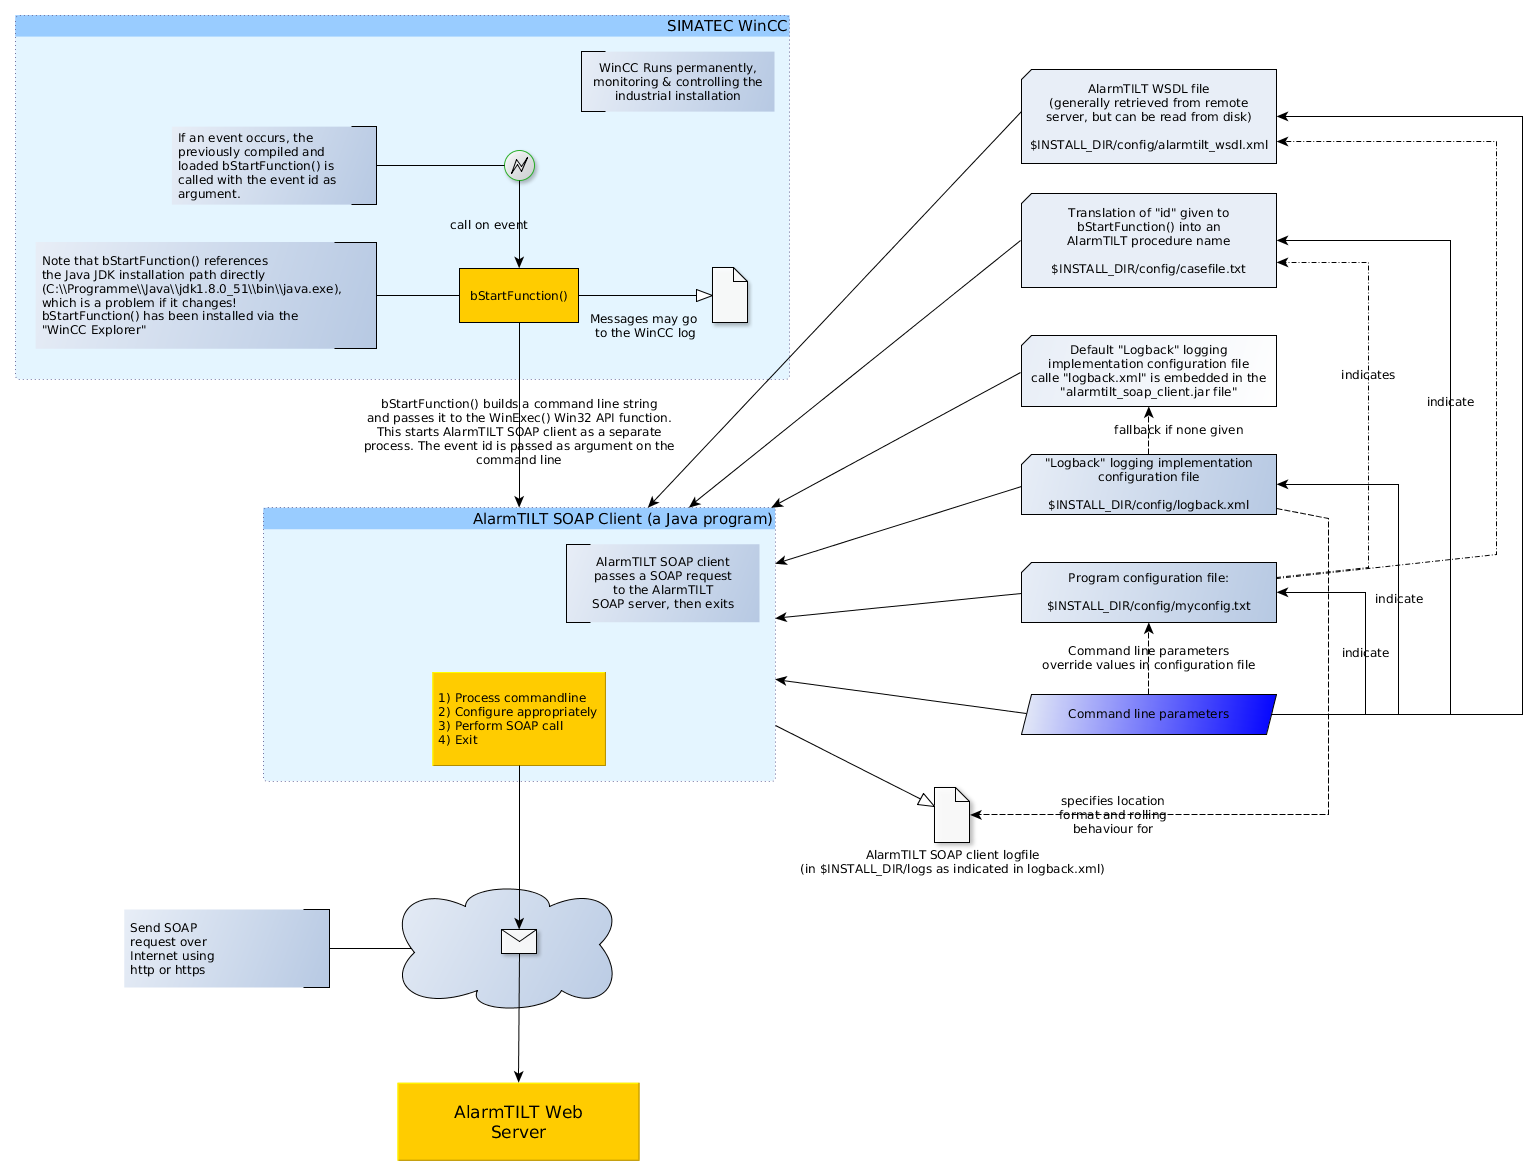 SIMATEC WinCC
WinCC Runs permanently,
monitoring & controlling the
industrial installation
If an event occurs, the
previously compiled and
loaded bStartFunction() is
called with the event id as
argument.
call on event
Note that bStartFunction() references
the Java JDK installation path directly
(C:\\Programme\\Java\\jdk1.8.0_51\\bin\\java.exe),
which is a problem if it changes!
bStartFunction() has been installed via the
"WinCC Explorer"
bStartFunction()
Messages may go
to the WinCC log
bStartFunction() builds a command line string
and passes it to the WinExec() Win32 API function.
This starts AlarmTILT SOAP client as a separate
process. The event id is passed as argument on the
command line
AlarmTILT WSDL file
(generally retrieved from remote
server, but can be read from disk)
$INSTALL_DIR/config/alarmtilt_wsdl.xml
Translation of "id" given to
bStartFunction() into an
AlarmTILT procedure name
$INSTALL_DIR/config/casefile.txt
Default "Logback" logging
implementation configuration file
calle "logback.xml" is embedded in the
"alarmtilt_soap_client.jar file"
indicates
indicate
fallback if none given
"Logback" logging implementation
configuration file
$INSTALL_DIR/config/logback.xml
Program configuration file:
$INSTALL_DIR/config/myconfig.txt
indicate
Command line parameters
override values in configuration file
indicate
Command line parameters
AlarmTILT SOAP Client (a Java program)
AlarmTILT SOAP client
passes a SOAP request
to the AlarmTILT
SOAP server, then exits
1) Process commandline
2) Configure appropriately
3) Perform SOAP call
4) Exit
specifies location
format and rolling
behaviour for
AlarmTILT SOAP client logfile
(in $INSTALL_DIR/logs as indicated in logback.xml)
Send SOAP
request over
Internet using
http or https
AlarmTILT Web
Server